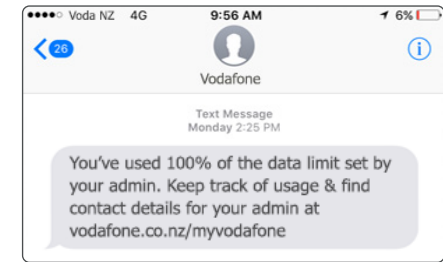 Voda NZ 4G 9:56 AM 6%
26
Vodafone
Text Message
Monday 2:25 PM
You've used 100% of the data limit set by
your admin. Keep track of usage & find
contact details for your admin at
vodafone.co.nz/myvodafone